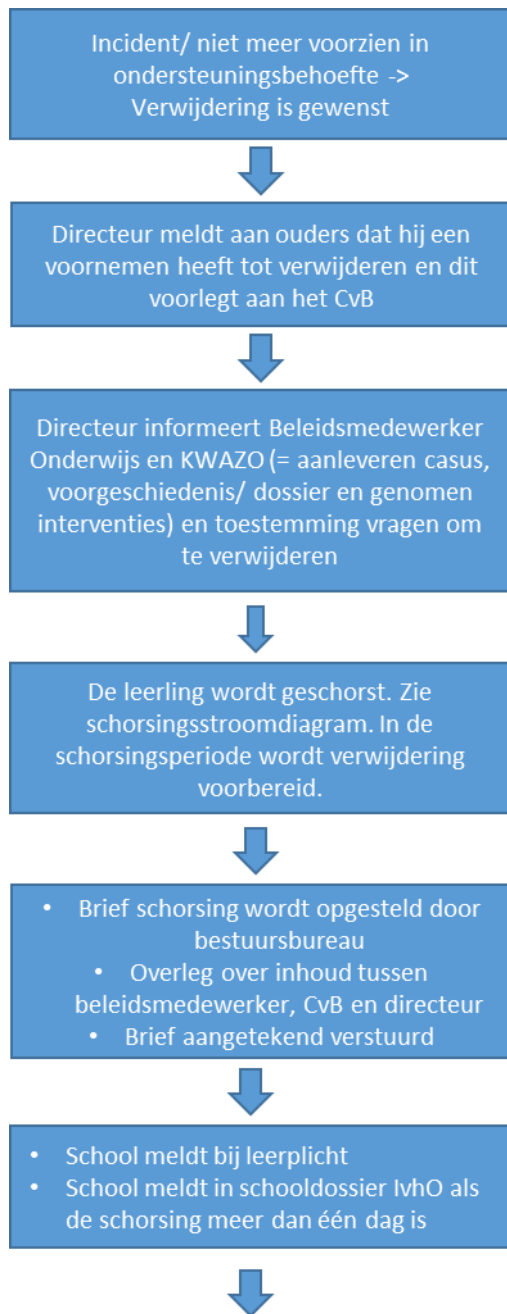 Incident/ niet meer voorzien in
ondersteuningsbehoefte ->
Verwijdering is gewenst
Directeur meldt aan ouders dat hij een
voornemen heeft tot verwijderen en dit
voorlegt aan het CvB
Directeur informeert Beleidsmedewerker
Onderwijs en KWAZO (= aanleveren casus,
voorgeschiedenis/ dossier en genomen
interventies) en toestemming vragen om
te verwijderen
De leerling wordt geschorst. Zie
schorsingsstroomdiagram. In de
schorsingsperiode wordt verwijdering
voorbereid.
• Brief schorsing wordt opgesteld door
bestuursbureau
• Overleg over inhoud tussen
beleidsmedewerker, CvB en directeur
• Brief aangetekend verstuurd
• School meldt bij leerplicht
• School meldt in schooldossier IvhO als
de schorsing meer dan één dag is